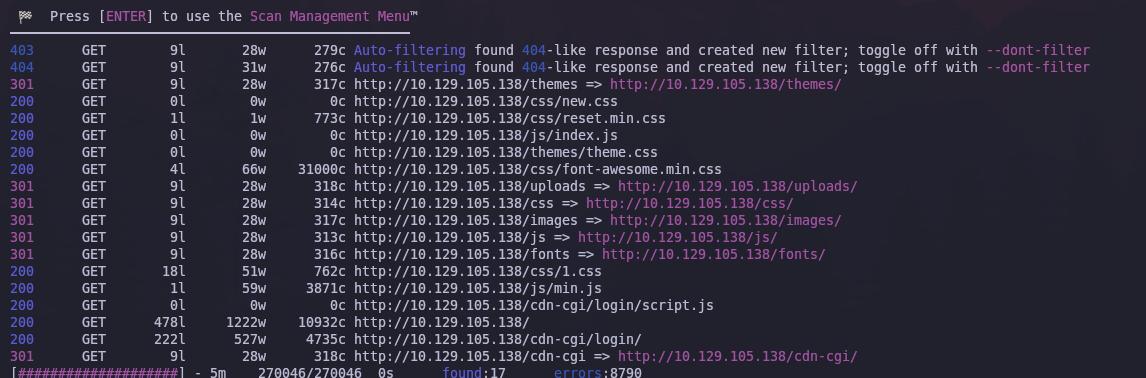 🏁  Press [ENTER] to use the Scan Management Menu™
403      GET        9l       28w      279c Auto-filtering found 404-like response and created new filter; toggle off with --dont-filter
404      GET        9l       31w      276c Auto-filtering found 404-like response and created new filter; toggle off with --dont-filter
301      GET        9l       28w      317c http://10.129.105.138/themes => http://10.129.105.138/themes/
200      GET        0l        0w        0c http://10.129.105.138/css/new.css
200      GET        1l        1w      773c http://10.129.105.138/css/reset.min.css
200      GET        0l        0w        0c http://10.129.105.138/js/index.js
200      GET        0l        0w        0c http://10.129.105.138/themes/theme.css
200      GET        4l       66w    31000c http://10.129.105.138/css/font-awesome.min.css
301      GET        9l       28w      318c http://10.129.105.138/uploads => http://10.129.105.138/uploads/
301      GET        9l       28w      314c http://10.129.105.138/css => http://10.129.105.138/css/
301      GET        9l       28w      317c http://10.129.105.138/images => http://10.129.105.138/images/
301      GET        9l       28w      313c http://10.129.105.138/js => http://10.129.105.138/js/
301      GET        9l       28w      316c http://10.129.105.138/fonts => http://10.129.105.138/fonts/
200      GET       18l       51w      762c http://10.129.105.138/css/1.css
200      GET        1l       59w     3871c http://10.129.105.138/js/min.js
200      GET        0l        0w        0c http://10.129.105.138/cdn-cgi/login/script.js
200      GET      478l     1222w    10932c http://10.129.105.138/
200      GET      222l      527w     4735c http://10.129.105.138/cdn-cgi/login/
301      GET        9l       28w      318c http://10.129.105.138/cdn-cgi => http://10.129.105.138/cdn-cgi/
[####################] - 5m    270046/270046  0s      found:17      errors:8790